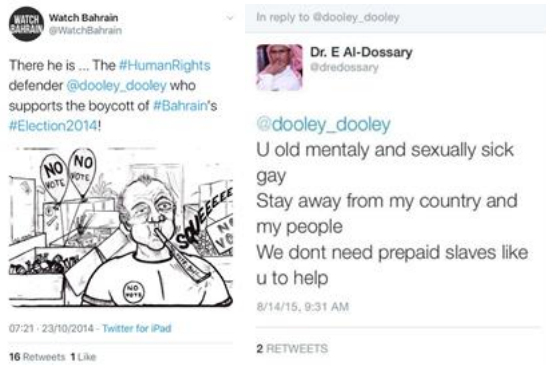 WATCH
BAHRAIN
Watch Bahrain
@WatchBahrain
There he is ... The #HumanRights
defender @dooley_dooley who
supports the boycott of #Bahrain's
#Election2014!
NO
VOTE
NO
VOTE
SQUEEEEE
NO
VOTE
NO
VO
07:21 - 23/10/2014 - Twitter for iPad
16 Retweets 1 Like
In reply to @dooley_dooley
Dr. E Al-Dossary
@dredossary
@dooley_dooley
U old mentaly and sexually sick
gay
Stay away from my country and
my people
We dont need prepaid slaves like
u to help
8/14/15, 9:31 AM
2 RETWEETS